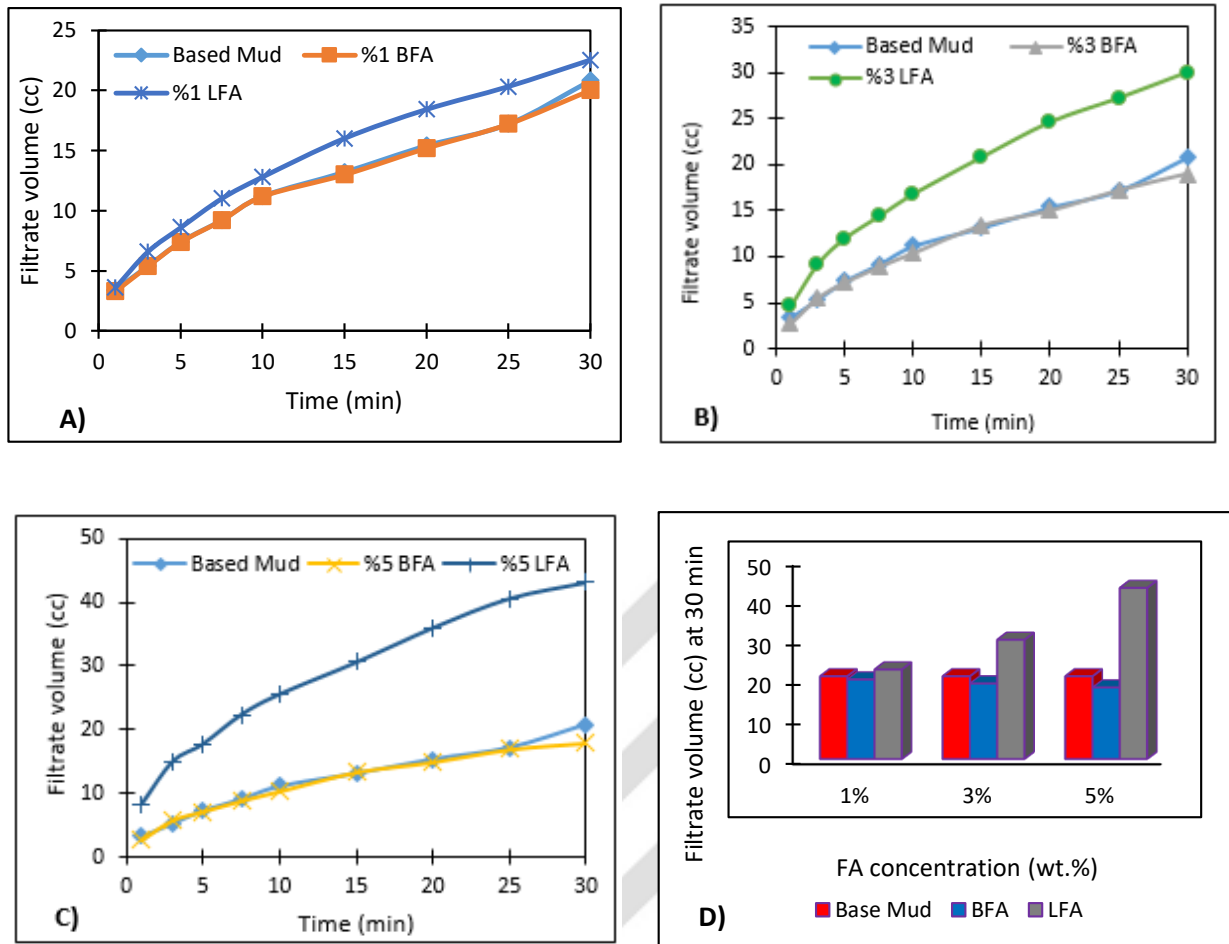 25
20
15
10
5
0
Filtrate volume (cc)
Based Mud
%1 BFA
%1 LFA
0 5 10 15 20 25 30
Time (min)
A)
35
30
25
20
15
10
5
0
Filtrate volume (cc)
Based Mud
%3 BFA
%3 LFA
0 5 10 15 20 25 30
Time (min)
B)
50
40
30
20
10
0
Filtrate volume (cc)
Based Mud
%5 BFA
%5 LFA
0 5 10 15 20 25 30
Time (min)
C)
Filtrate volume (cc) at 30 min
50
40
30
20
10
0
1% 3% 5%
FA concentration (wt.%)
Base Mud BFA LFA
D)